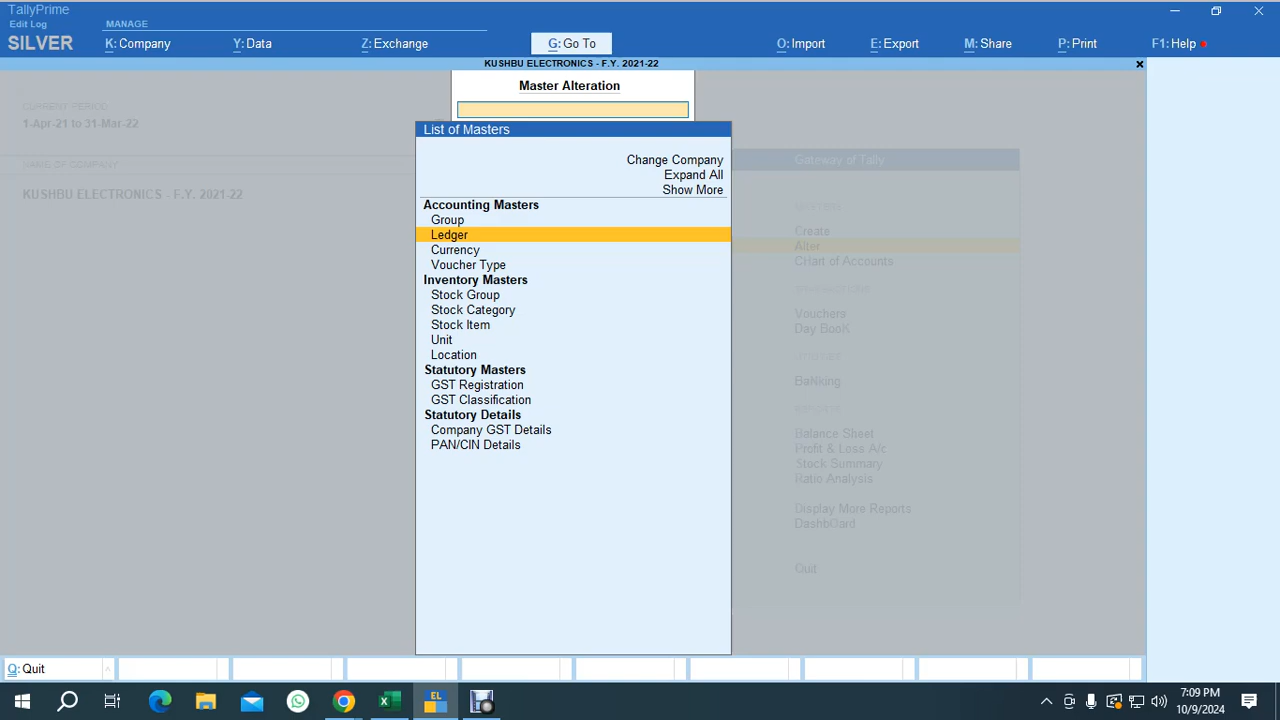 TallyPrime
Edit Log
SILVER
MANAGE
K: Company
Y: Data
Z: Exchange
G: Go To
O: Import
E: Export
M: Share
P: Print
F1: Help
KUSHBU ELECTRONICS - F.Y. 2021-22
CURRENT PERIOD
1-Apr-21 to 31-Mar-22
NAME OF COMPANY
KUSHBU ELECTRONICS - F.Y. 2021-22
Master Alteration
List of Masters
Change Company
Expand All
Show More
Accounting Masters
Group
Ledger
Currency
Voucher Type
Inventory Masters
Stock Group
Stock Category
Stock Item
Unit
Location
Statutory Masters
GST Registration
GST Classification
Statutory Details
Company GST Details
PAN/CIN Details
Gateway of Tally
MASTERS
Create
Alter
CHart of Accounts
TRANSACTIONS
Vouchers
Day BooK
UTILITIES
BaNking
REPORTS
Balance Sheet
Profit & Loss A/c
Stock Summary
Ratio Analysis
Display More Reports
DashbOard
Quit
Q: Quit
EL
7:09 PM
10/9/2024